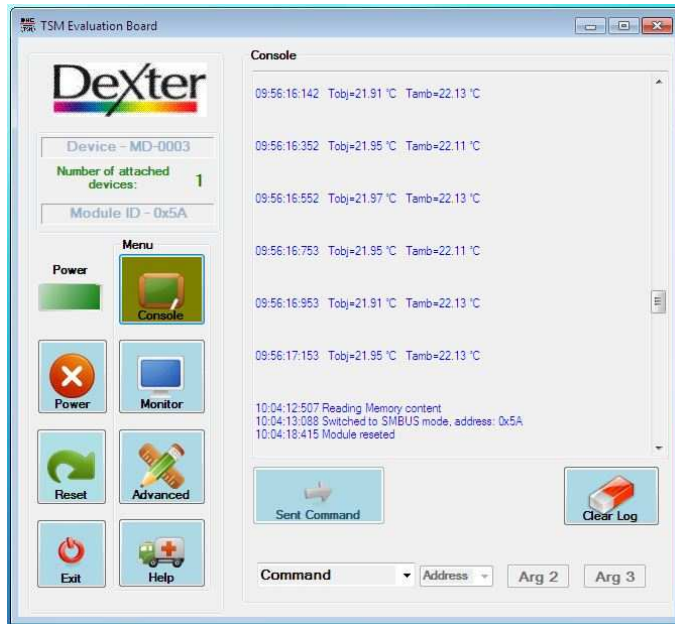 TSM Evaluation Board
Dexter
Device - MD-0003
Number of attached
devices: 1
Module ID - 0x5A
Menu
Power
Console
Power
Monitor
Reset
Advanced
Exit
Help
Console
09:56:16:142 Tobj=21.91 °C Tamb=22.13 °C
09:56:16:352 Tobj=21.95 °C Tamb=22.11 °C
09:56:16:552 Tobj=21.97 °C Tamb=22.13 °C
09:56:16:753 Tobj=21.95 °C Tamb=22.11 °C
09:56:16:953 Tobj=21.91 °C Tamb=22.13 °C
09:56:17:153 Tobj=21.95 °C Tamb=22.13 °C
10:04:12:507 Reading Memory content
10:04:13:088 Switched to SMBUS mode, address: 0x5A
10:04:18:415 Module reseted
Sent Command
Clear Log
Command
Address
Arg 2
Arg 3